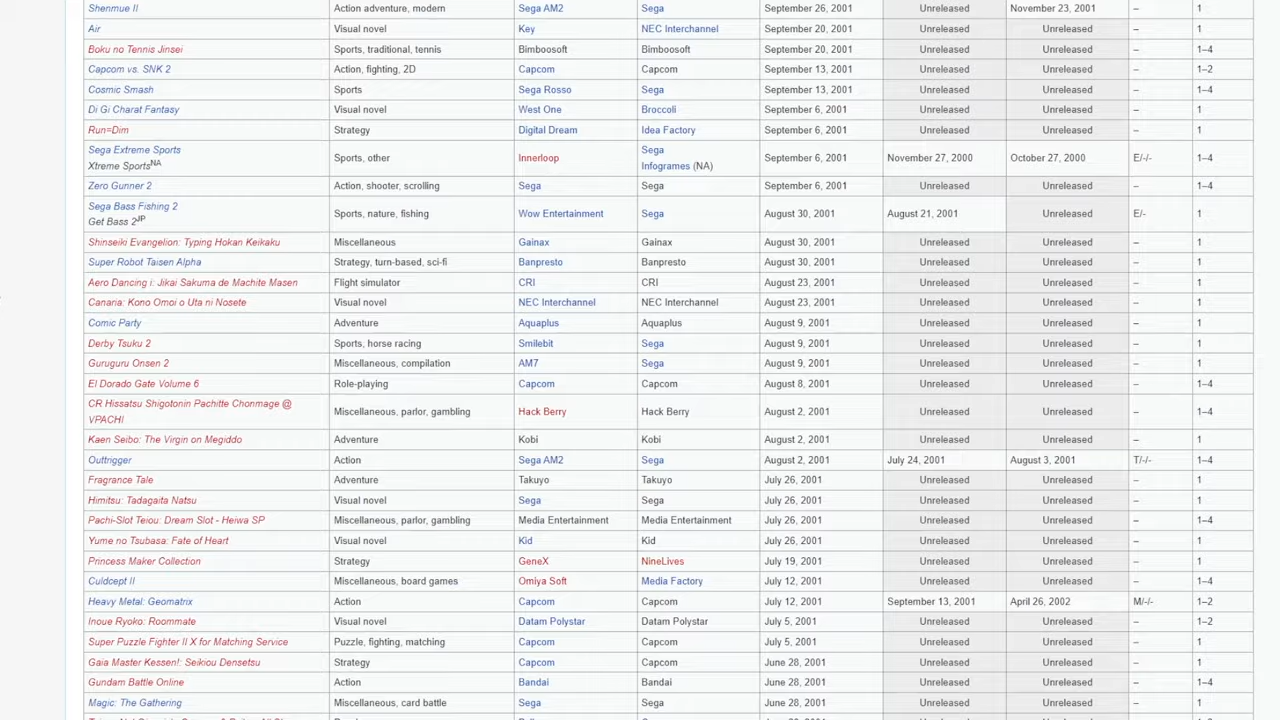 Shenmue II Action adventure, modern Sega AM2 Sega September 26, 2001 Unreleased November 23, 2001 – 1
Air Visual novel Key NEC Interchannel September 20, 2001 Unreleased Unreleased – 1
Boku no Tennis Jinsei Sports, traditional, tennis Bimboosoft Bimboosoft September 20, 2001 Unreleased Unreleased – 1–4
Capcom vs. SNK 2 Action, fighting, 2D Capcom Capcom September 13, 2001 Unreleased Unreleased – 1–2
Cosmic Smash Sports Sega Rosso Sega September 13, 2001 Unreleased Unreleased – 1–4
Di Gi Charat Fantasy Visual novel West One Broccoli September 6, 2001 Unreleased Unreleased – 1
Run=Dim Strategy Digital Dream Idea Factory September 6, 2001 Unreleased Unreleased – 1
Sega Extreme Sports Sega
Xtreme SportsNA Sports, other Innerloop Infogrames (NA) September 6, 2001 November 27, 2000 October 27, 2000 E/-/- 1–4
Zero Gunner 2 Action, shooter, scrolling Sega Sega September 6, 2001 Unreleased Unreleased – 1–4
Sega Bass Fishing 2
Get Bass 2JP Sports, nature, fishing Wow Entertainment Sega August 30, 2001 August 21, 2001 Unreleased E/- 1
Shinseiki Evangelion: Typing Hokan Keikaku Miscellaneous Gainax Gainax August 30, 2001 Unreleased Unreleased – 1
Super Robot Taisen Alpha Strategy, turn-based, sci-fi Banpresto Banpresto August 30, 2001 Unreleased Unreleased – 1
Aero Dancing i: Jikai Sakuma de Machite Masen Flight simulator CRI CRI August 23, 2001 Unreleased Unreleased – 1
Canaria: Kono Omoi o Uta ni Nosete Visual novel NEC Interchannel NEC Interchannel August 23, 2001 Unreleased Unreleased – 1
Comic Party Adventure Aquaplus Aquaplus August 9, 2001 Unreleased Unreleased – 1
Derby Tsuku 2 Sports, horse racing Smilebit Sega August 9, 2001 Unreleased Unreleased – 1
Guruguru Onsen 2 Miscellaneous, compilation AM7 Sega August 9, 2001 Unreleased Unreleased – 1
El Dorado Gate Volume 6 Role-playing Capcom Capcom August 8, 2001 Unreleased Unreleased – 1–4
CR Hissatsu Shigotonin Pachitte Chonmage @
VPACHI Miscellaneous, parlor, gambling Hack Berry Hack Berry August 2, 2001 Unreleased Unreleased – 1–4
Kaen Seibo: The Virgin on Megiddo Adventure Kobi Kobi August 2, 2001 Unreleased Unreleased – 1
Outtrigger Action Sega AM2 Sega August 2, 2001 July 24, 2001 August 3, 2001 T/-/- 1–4
Fragrance Tale Adventure Takuyo Takuyo July 26, 2001 Unreleased Unreleased – 1
Himitsu: Tadagaita Natsu Visual novel Sega Sega July 26, 2001 Unreleased Unreleased – 1
Pachi-Slot Teiou: Dream Slot - Heiwa SP Miscellaneous, parlor, gambling Media Entertainment Media Entertainment July 26, 2001 Unreleased Unreleased – 1–4
Yume no Tsubasa: Fate of Heart Visual novel Kid Kid July 26, 2001 Unreleased Unreleased – 1
Princess Maker Collection Strategy GeneX NineLives July 19, 2001 Unreleased Unreleased – 1
Culdcept II Miscellaneous, board games Omiya Soft Media Factory July 12, 2001 Unreleased Unreleased – 1–4
Heavy Metal: Geomatrix Action Capcom Capcom July 12, 2001 September 13, 2001 April 26, 2002 M/-/- 1–2
Inoue Ryoko: Roommate Visual novel Datam Polystar Datam Polystar July 5, 2001 Unreleased Unreleased – 1–2
Super Puzzle Fighter II X for Matching Service Puzzle, fighting, matching Capcom Capcom July 5, 2001 Unreleased Unreleased – 1
Gaia Master Kessen!: Seikiou Densetsu Strategy Capcom Capcom June 28, 2001 Unreleased Unreleased – 1
Gundam Battle Online Action Bandai Bandai June 28, 2001 Unreleased Unreleased – 1–4
Magic: The Gathering Miscellaneous, card battle Sega Sega June 28, 2001 Unreleased Unreleased – 1